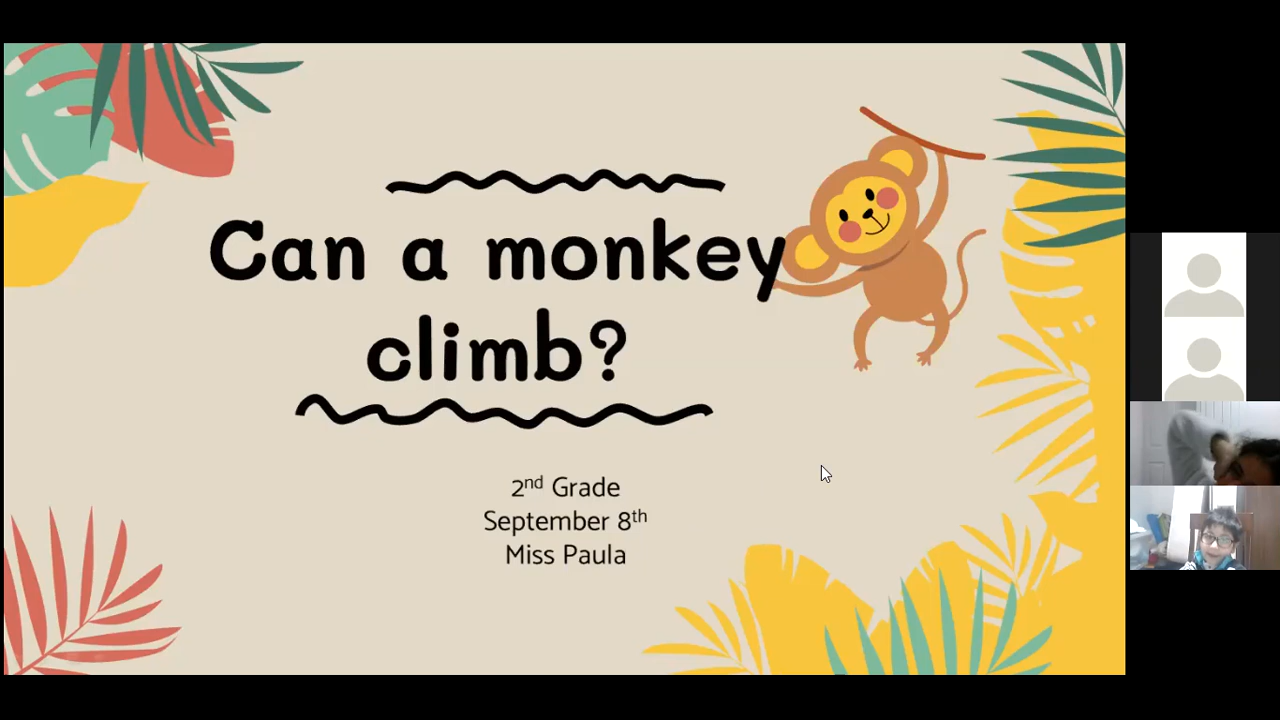 Can a monkey
climb?
2nd Grade
September 8th
Miss Paula